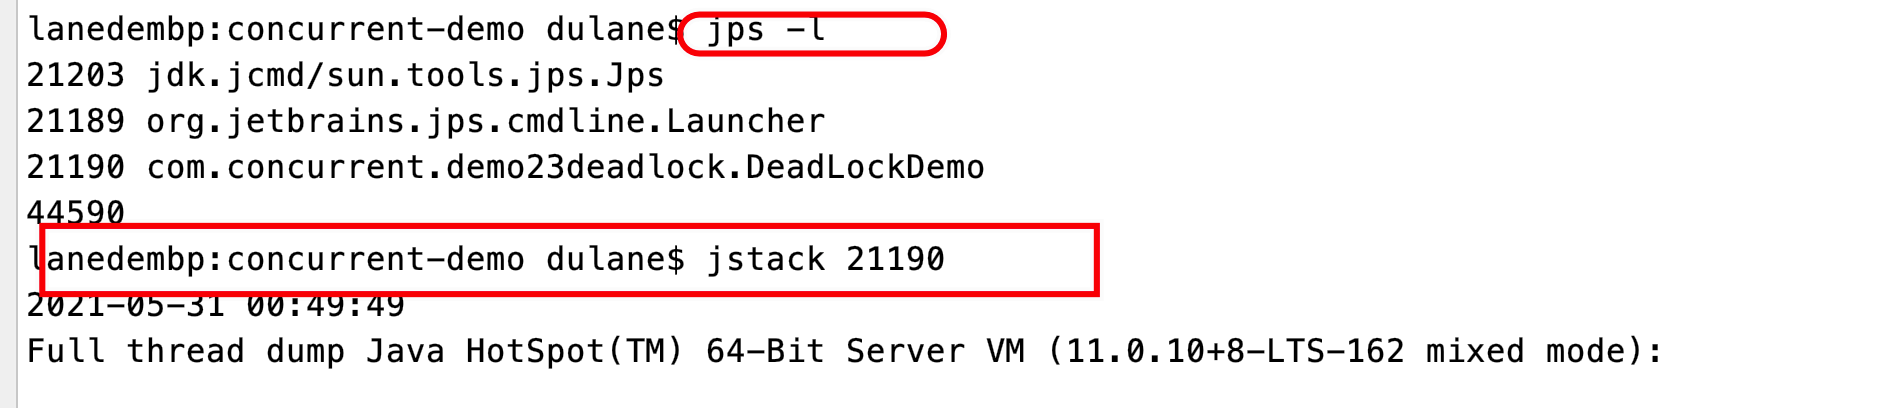 lanedembp:concurrent-demo dulane$ jps -l
21203 jdk.jcmd/sun.tools.jps.Jps
21189 org.jetbrains.jps.cmdline.Launcher
21190 com.concurrent.demo23deadlock.DeadLockDemo
44590
lanedembp:concurrent-demo dulane$ jstack 21190
2021-05-31 00:49:49
Full thread dump Java HotSpot(TM) 64-Bit Server VM (11.0.10+8-LTS-162 mixed mode):